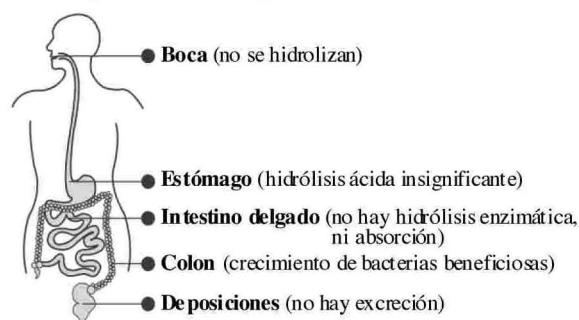 Boca (no se hidrolizan)
Estómago (hidrólisis ácida insignificante)
Intestino delgado (no hay hidrólisis enzimática,
ni absorción)
Colon (crecimiento de bacterias beneficiosas)
Deposiciones (no hay excreción)